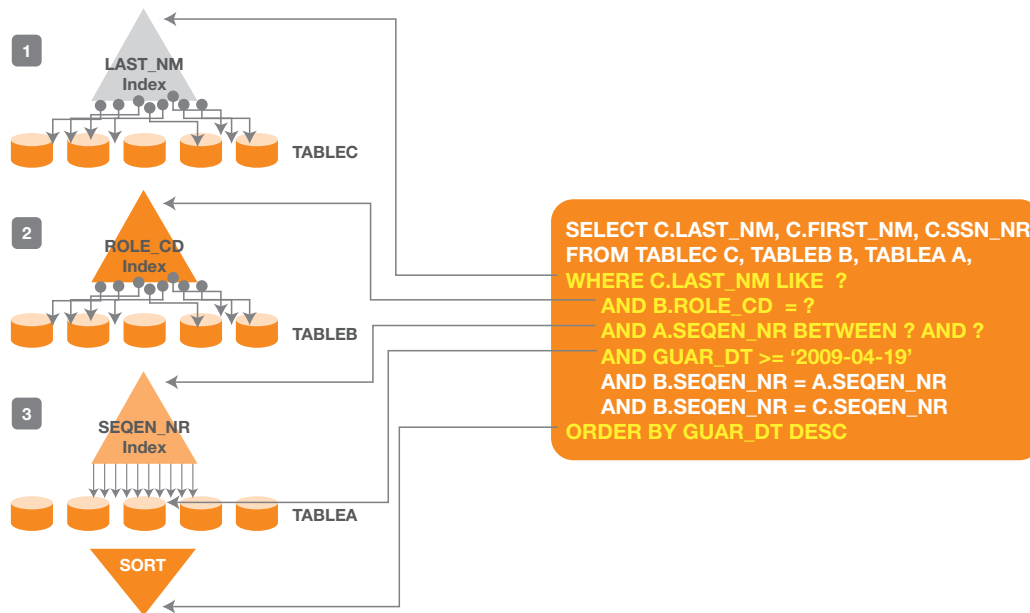 1
LAST_NM
Index
TABLEC
2
ROLE_CD
Index
TABLEB
3
SEQEN_NR
Index
TABLEA
SORT
SELECT C.LAST_NM, C.FIRST_NM, C.SSN_NR
FROM TABLEC C, TABLEB B, TABLEA A,
WHERE C.LAST_NM LIKE ?
AND B.ROLE_CD = ?
AND A.SEQEN_NR BETWEEN ? AND ?
AND GUAR_DT >= ‘2009-04-19’
AND B.SEQEN_NR = A.SEQEN_NR
AND B.SEQEN_NR = C.SEQEN_NR
ORDER BY GUAR_DT DESC